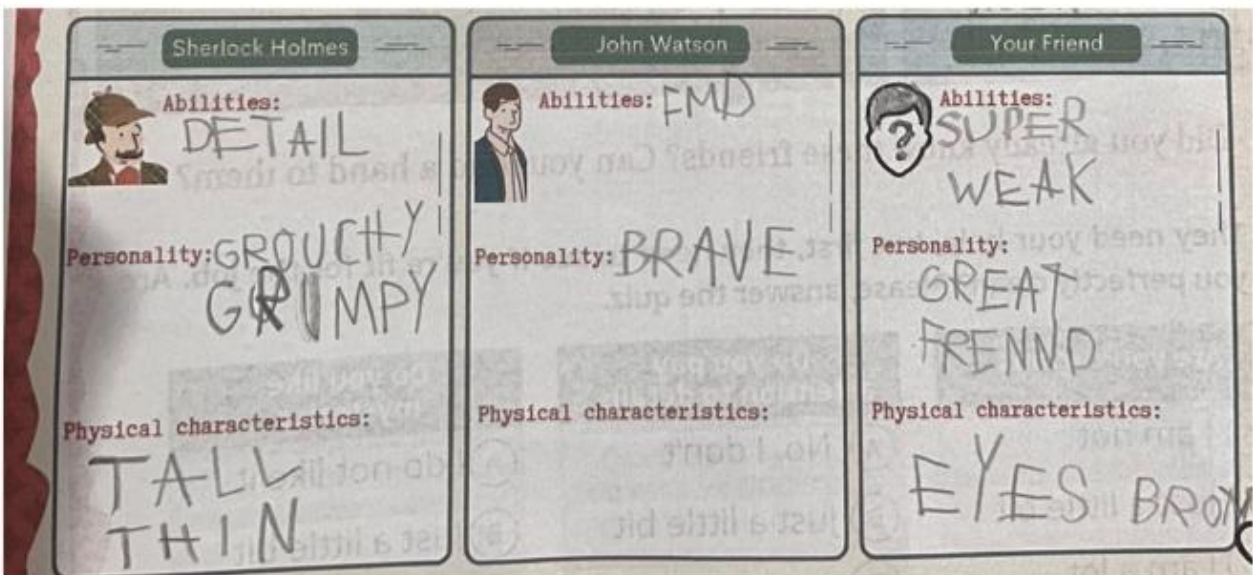 Sherlock Holmes
Abilities:
DETAIL
Personality: GROUCHY
GRUMPY
Physical characteristics:
TALL
THIN
John Watson
Abilities: FMD
Personality: BRAVE
Physical characteristics:
Your Friend
?
Abilities:
SUPER
WEAK
Personality:
GREAT
FRENND
Physical characteristics:
EYES BRON